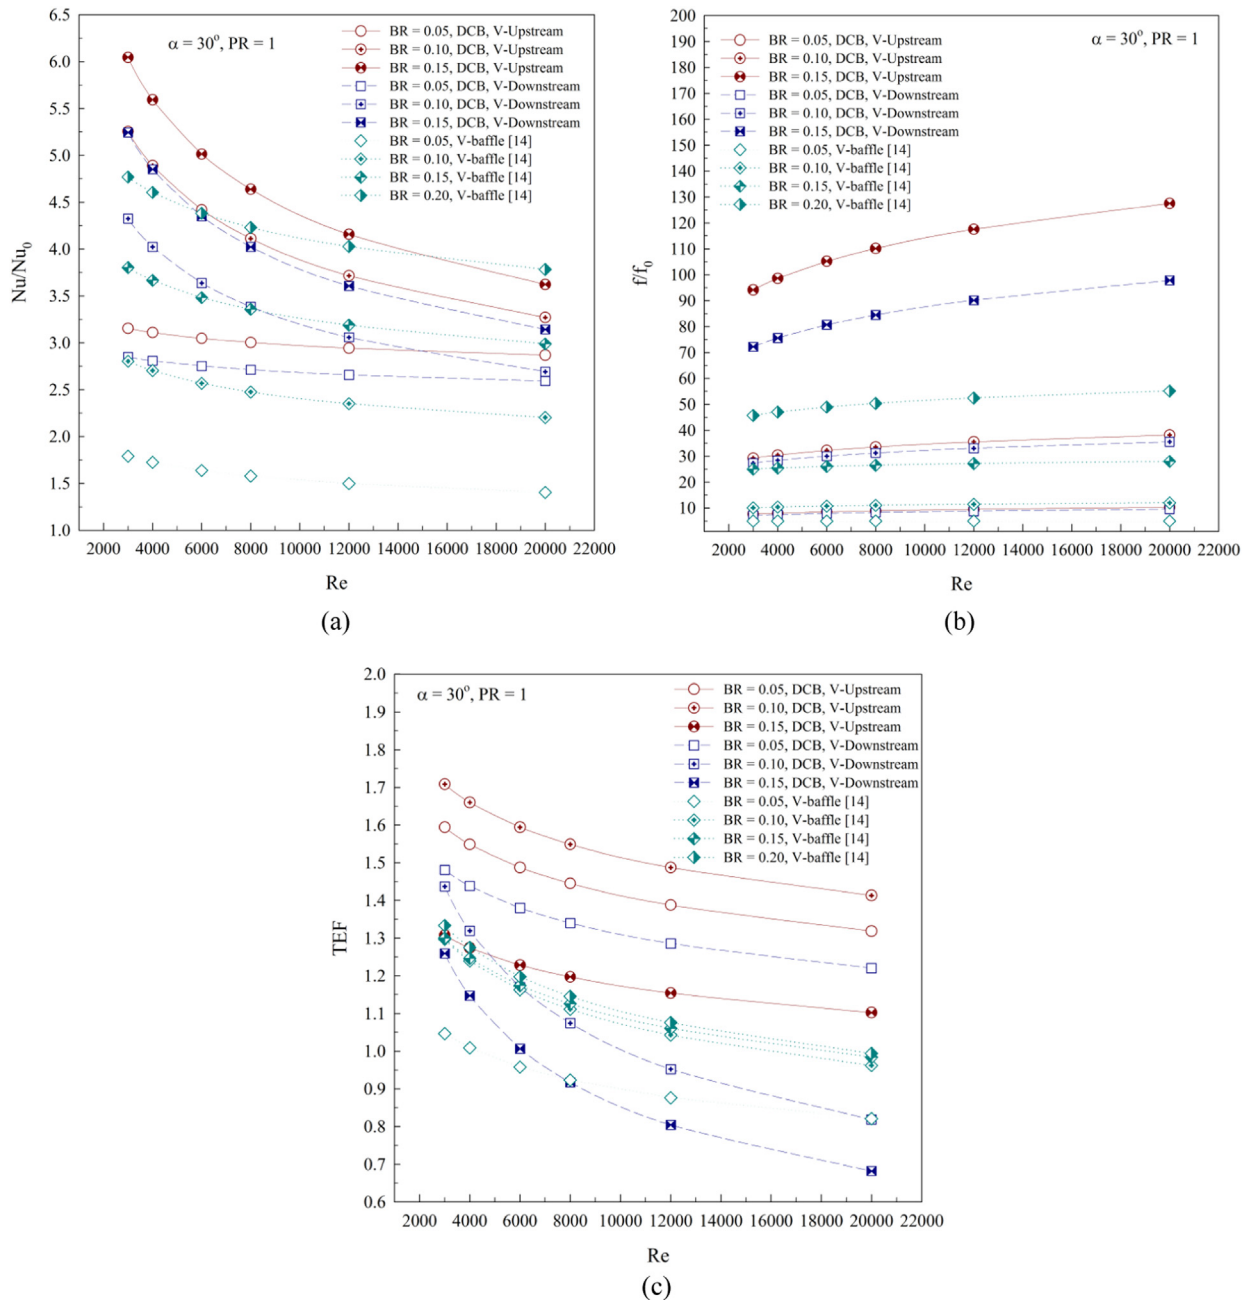 α = 30°, PR = 1
BR = 0.05, DCB, V-Upstream
BR = 0.10, DCB, V-Upstream
BR = 0.15, DCB, V-Upstream
BR = 0.05, DCB, V-Downstream
BR = 0.10, DCB, V-Downstream
BR = 0.15, DCB, V-Downstream
BR = 0.05, V-baffle [14]
BR = 0.10, V-baffle [14]
BR = 0.15, V-baffle [14]
BR = 0.20, V-baffle [14]
6.5
6.0
5.5
5.0
4.5
4.0
3.5
3.0
2.5
2.0
1.5
1.0
Nu/Nu₀
2000 4000 6000 8000 10000 12000 14000 16000 18000 20000 22000
Re
(a)
α = 30°, PR = 1
BR = 0.05, DCB, V-Upstream
BR = 0.10, DCB, V-Upstream
BR = 0.15, DCB, V-Upstream
BR = 0.05, DCB, V-Downstream
BR = 0.10, DCB, V-Downstream
BR = 0.15, DCB, V-Downstream
BR = 0.05, V-baffle [14]
BR = 0.10, V-baffle [14]
BR = 0.15, V-baffle [14]
BR = 0.20, V-baffle [14]
200
190
180
170
160
150
140
130
120
110
100
90
80
70
60
50
40
30
20
10
f/f₀
2000 4000 6000 8000 10000 12000 14000 16000 18000 20000 22000
Re
(b)
α = 30°, PR = 1
BR = 0.05, DCB, V-Upstream
BR = 0.10, DCB, V-Upstream
BR = 0.15, DCB, V-Upstream
BR = 0.05, DCB, V-Downstream
BR = 0.10, DCB, V-Downstream
BR = 0.15, DCB, V-Downstream
BR = 0.05, V-baffle [14]
BR = 0.10, V-baffle [14]
BR = 0.15, V-baffle [14]
BR = 0.20, V-baffle [14]
2.0
1.9
1.8
1.7
1.6
1.5
1.4
1.3
1.2
1.1
1.0
0.9
0.8
0.7
0.6
TEF
2000 4000 6000 8000 10000 12000 14000 16000 18000 20000 22000
Re
(c)